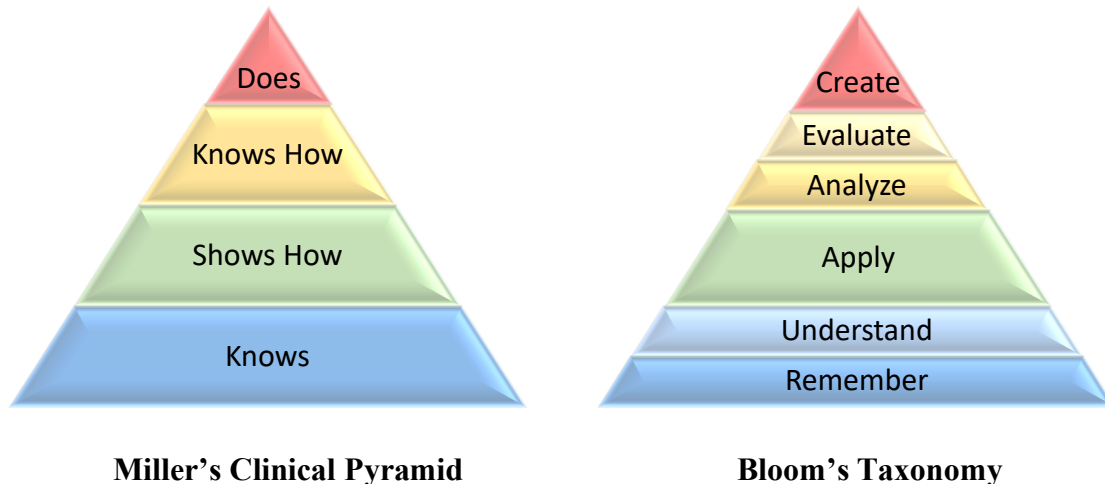 Does
Knows How
Shows How
Knows
Miller’s Clinical Pyramid
Create
Evaluate
Analyze
Apply
Understand
Remember
Bloom’s Taxonomy